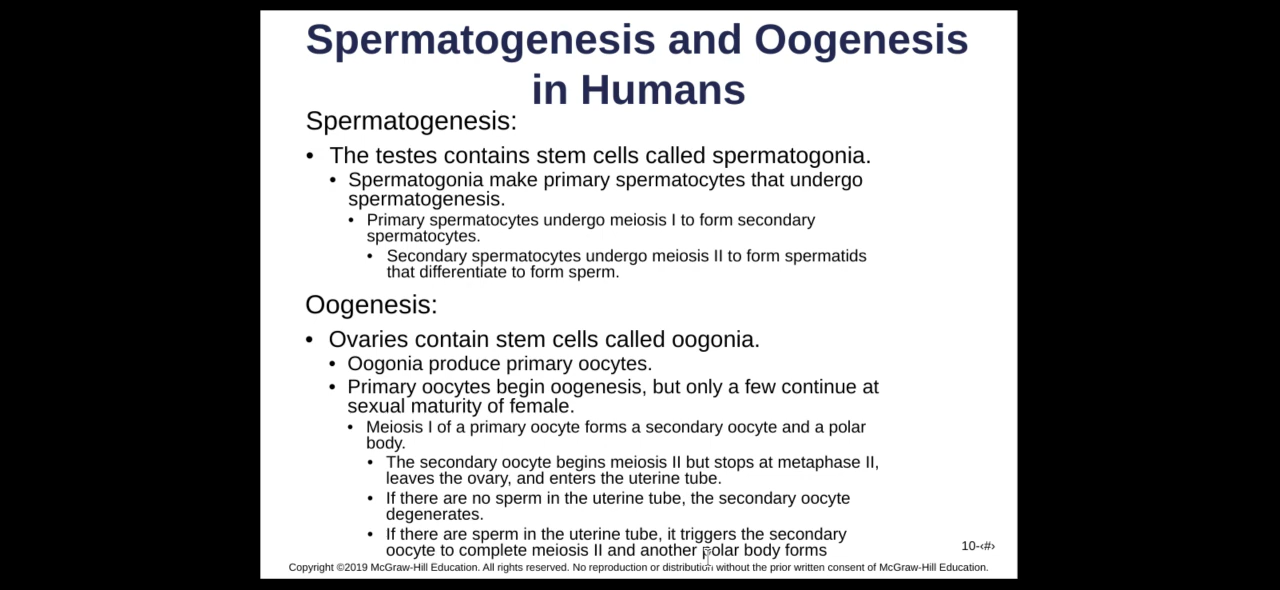 Spermatogenesis and Oogenesis
in Humans
Spermatogenesis:
• The testes contains stem cells called spermatogonia.
• Spermatogonia make primary spermatocytes that undergo
spermatogenesis.
• Primary spermatocytes undergo meiosis I to form secondary
spermatocytes.
• Secondary spermatocytes undergo meiosis II to form spermatids
that differentiate to form sperm.
Oogenesis:
• Ovaries contain stem cells called oogonia.
• Oogonia produce primary oocytes.
• Primary oocytes begin oogenesis, but only a few continue at
sexual maturity of female.
• Meiosis I of a primary oocyte forms a secondary oocyte and a polar
body.
• The secondary oocyte begins meiosis II but stops at metaphase II,
leaves the ovary, and enters the uterine tube.
• If there are no sperm in the uterine tube, the secondary oocyte
degenerates.
• If there are sperm in the uterine tube, it triggers the secondary
oocyte to complete meiosis II and another polar body forms
10-‹#›
Copyright ©2019 McGraw-Hill Education. All rights reserved. No reproduction or distribution without the prior written consent of McGraw-Hill Education.